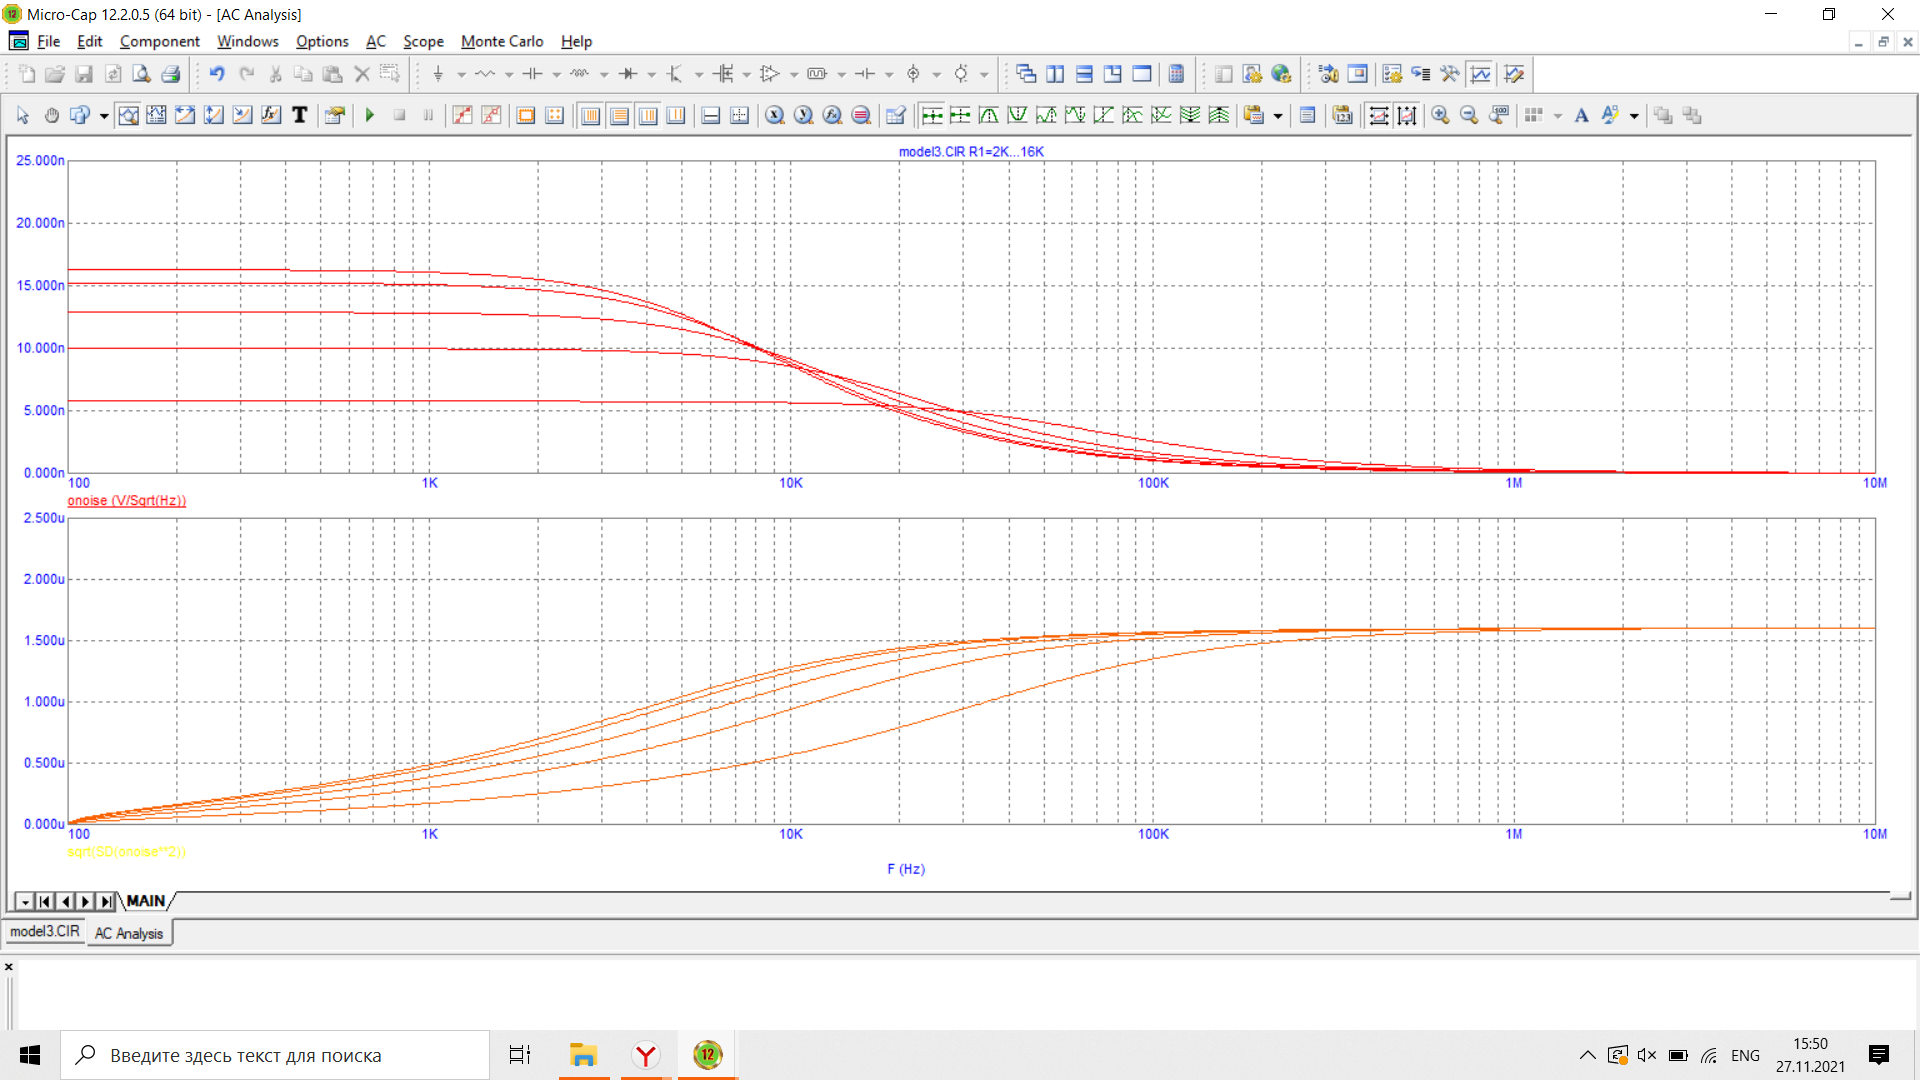 Micro-Cap 12.2.0.5 (64 bit) - [AC Analysis]
File Edit Component Windows Options AC Scope Monte Carlo Help
model3.CIR R1=2K...16K
25.000n
20.000n
15.000n
10.000n
5.000n
0.000n
100 1K 10K 100K 1M 10M
onoise (V/Sqrt(Hz))
2.500u
2.000u
1.500u
1.000u
0.500u
0.000u
100 1K 10K 100K 1M 10M
sqrt(SD(onoise**2))
F (Hz)
MAIN
model3.CIR AC Analysis
Введите здесь текст для поиска
12
ENG
15:50
27.11.2021